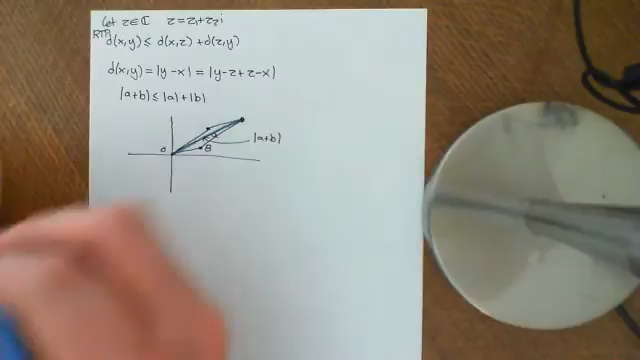 Let z∈ℂ z=z₁+z₂i
RTP
d(x,y) ≤ d(x,z) + d(z,y)
d(x,y) = |y-x| = |y-z+z-x|
|a+b| ≤ |a|+|b|
|a+b|
0
B